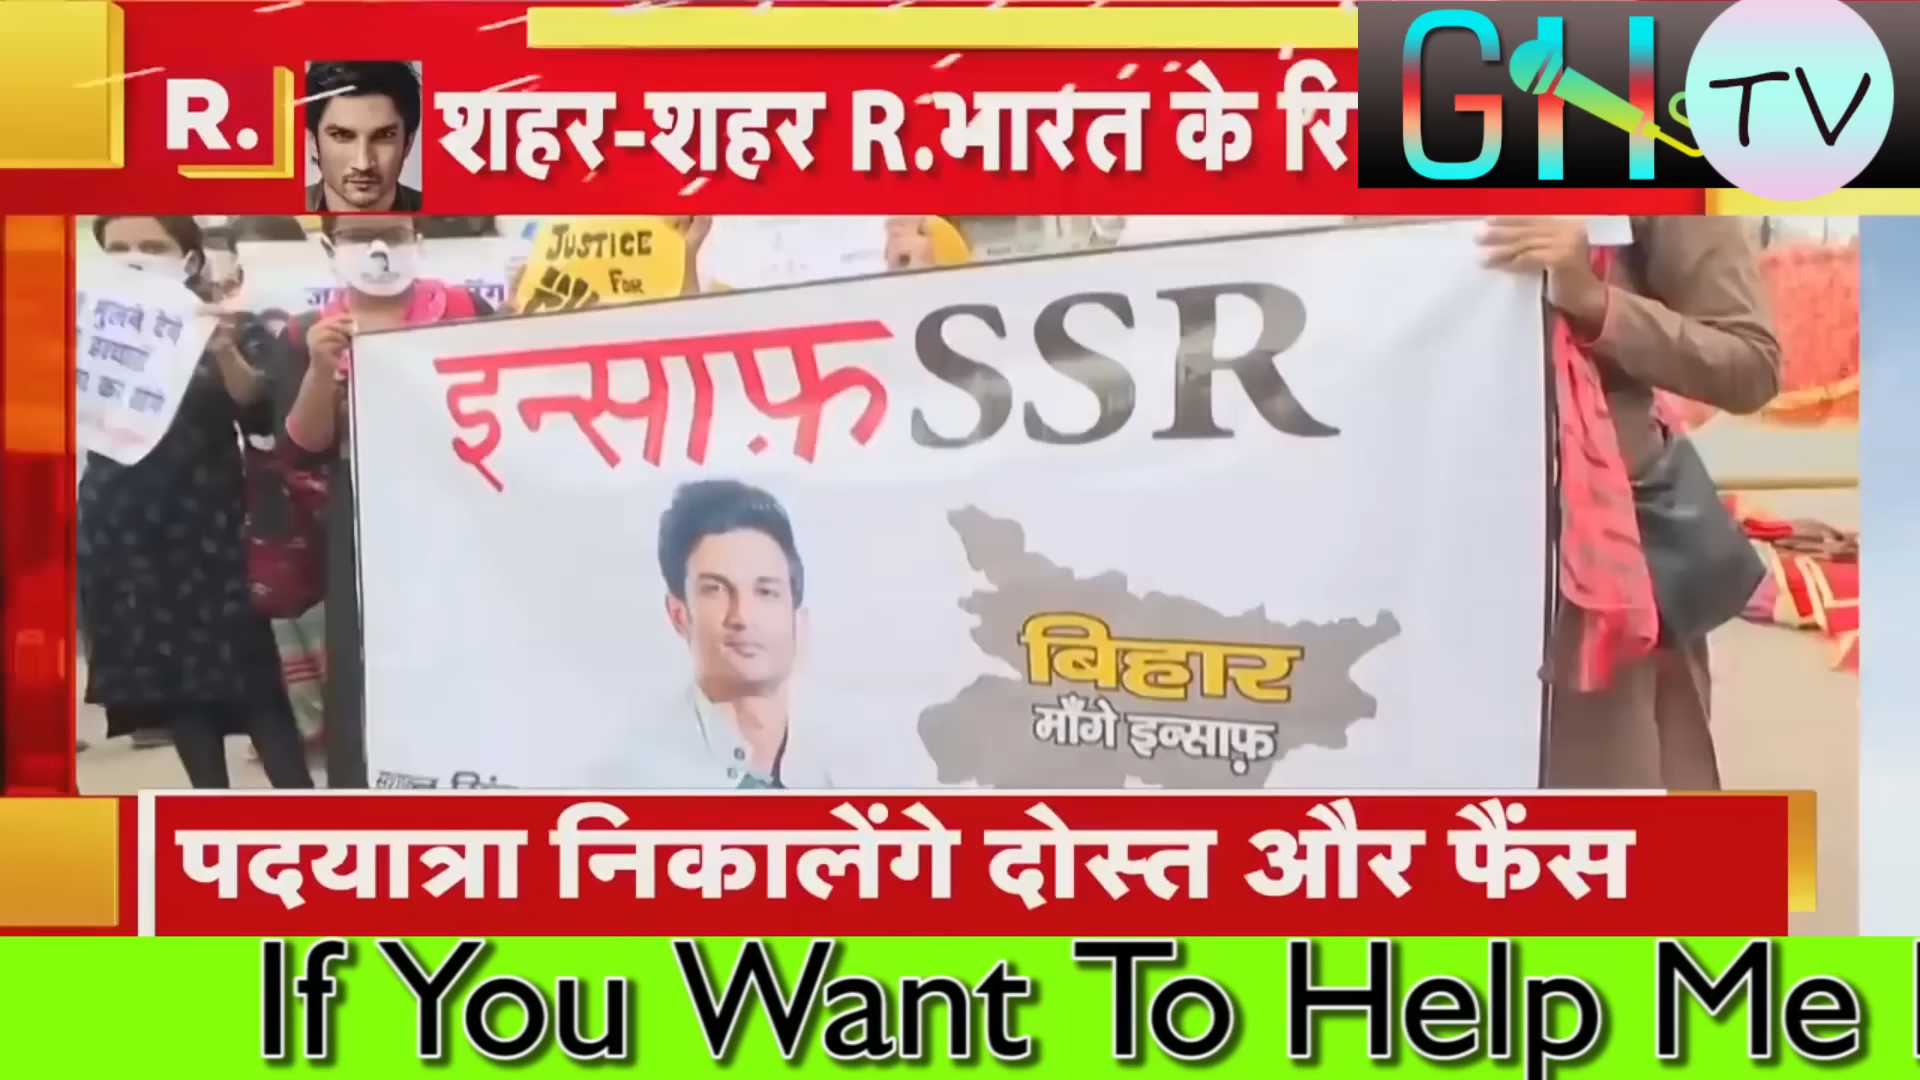 R. शहर-शहर R.भारत के रि
GH TV
JUSTICE
FOR
इन्साफ़ SSR
बिहार
माँगे इन्साफ़
पदयात्रा निकालेंगे दोस्त और फैंस
If You Want To Help Me